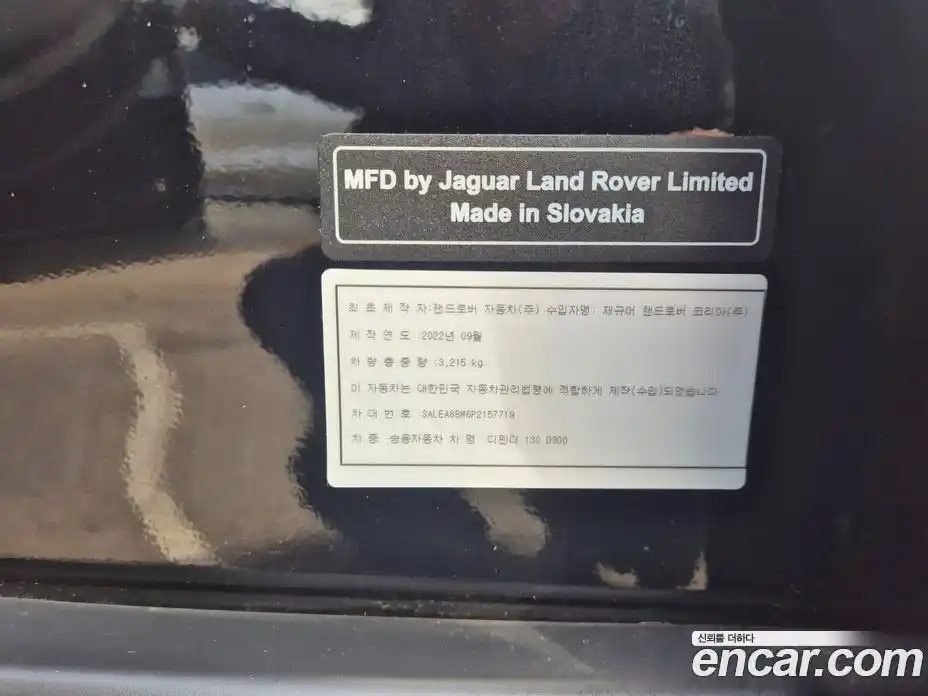 MFD by Jaguar Land Rover Limited
Made in Slovakia
최 초 제 작 자:랜드로버 자동차(주) 수입자명: 재규어 랜드로버 코리아(주)
제 작 연 도 :2022년 09월
차 량 총 중 량 :3,215 kg
이 자동차는 대한민국 자동차관리법령에 적합하게 제작(수입)되었습니다
차 대 번 호 :SALEA8BW6P2157719
차 종 :승용자동차 차 명 :디펜더 130 D300
신뢰를 더하다
encar.com